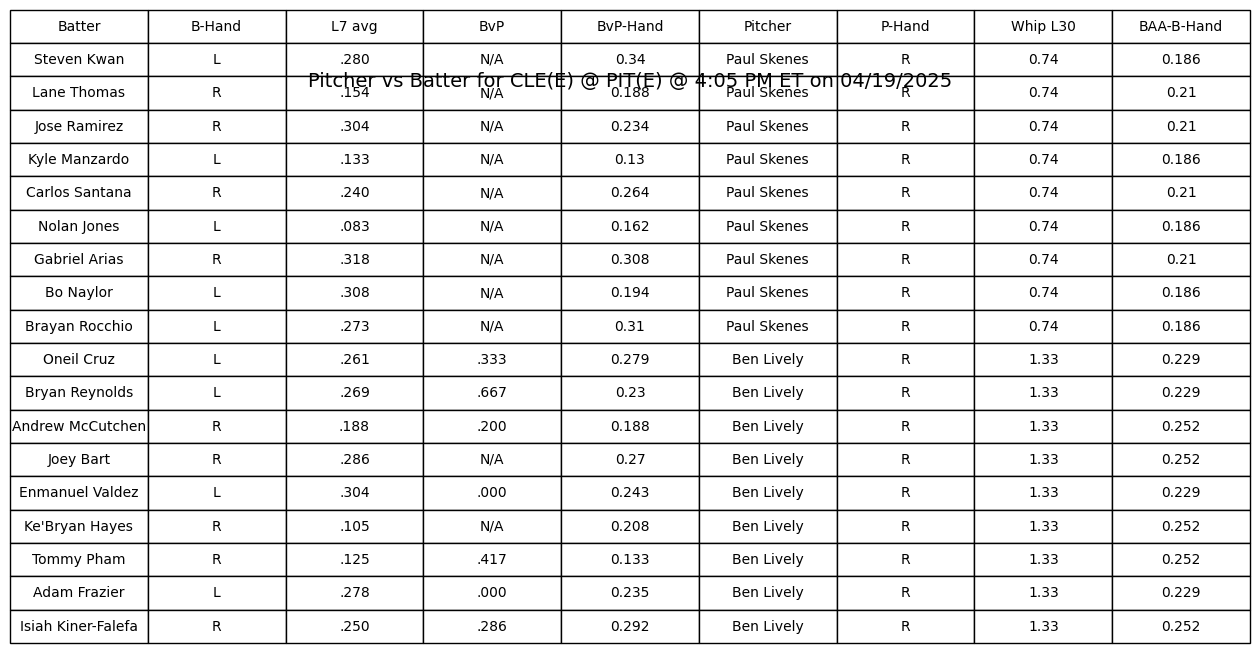 Batter B-Hand L7 avg BvP BvP-Hand Pitcher P-Hand Whip L30 BAA-B-Hand
Steven Kwan L .280 N/A 0.34 Paul Skenes R 0.74 0.186
Pitcher vs Batter for CLE(E) @ PIT(E) @ 4:05 PM ET on 04/19/2025
Lane Thomas R .154 N/A 0.188 Paul Skenes R 0.74 0.21
Jose Ramirez R .304 N/A 0.234 Paul Skenes R 0.74 0.21
Kyle Manzardo L .133 N/A 0.13 Paul Skenes R 0.74 0.186
Carlos Santana R .240 N/A 0.264 Paul Skenes R 0.74 0.21
Nolan Jones L .083 N/A 0.162 Paul Skenes R 0.74 0.186
Gabriel Arias R .318 N/A 0.308 Paul Skenes R 0.74 0.21
Bo Naylor L .308 N/A 0.194 Paul Skenes R 0.74 0.186
Brayan Rocchio L .273 N/A 0.31 Paul Skenes R 0.74 0.186
Oneil Cruz L .261 .333 0.279 Ben Lively R 1.33 0.229
Bryan Reynolds L .269 .667 0.23 Ben Lively R 1.33 0.229
Andrew McCutchen R .188 .200 0.188 Ben Lively R 1.33 0.252
Joey Bart R .286 N/A 0.27 Ben Lively R 1.33 0.252
Enmanuel Valdez L .304 .000 0.243 Ben Lively R 1.33 0.229
Ke'Bryan Hayes R .105 N/A 0.208 Ben Lively R 1.33 0.252
Tommy Pham R .125 .417 0.133 Ben Lively R 1.33 0.252
Adam Frazier L .278 .000 0.235 Ben Lively R 1.33 0.229
Isiah Kiner-Falefa R .250 .286 0.292 Ben Lively R 1.33 0.252